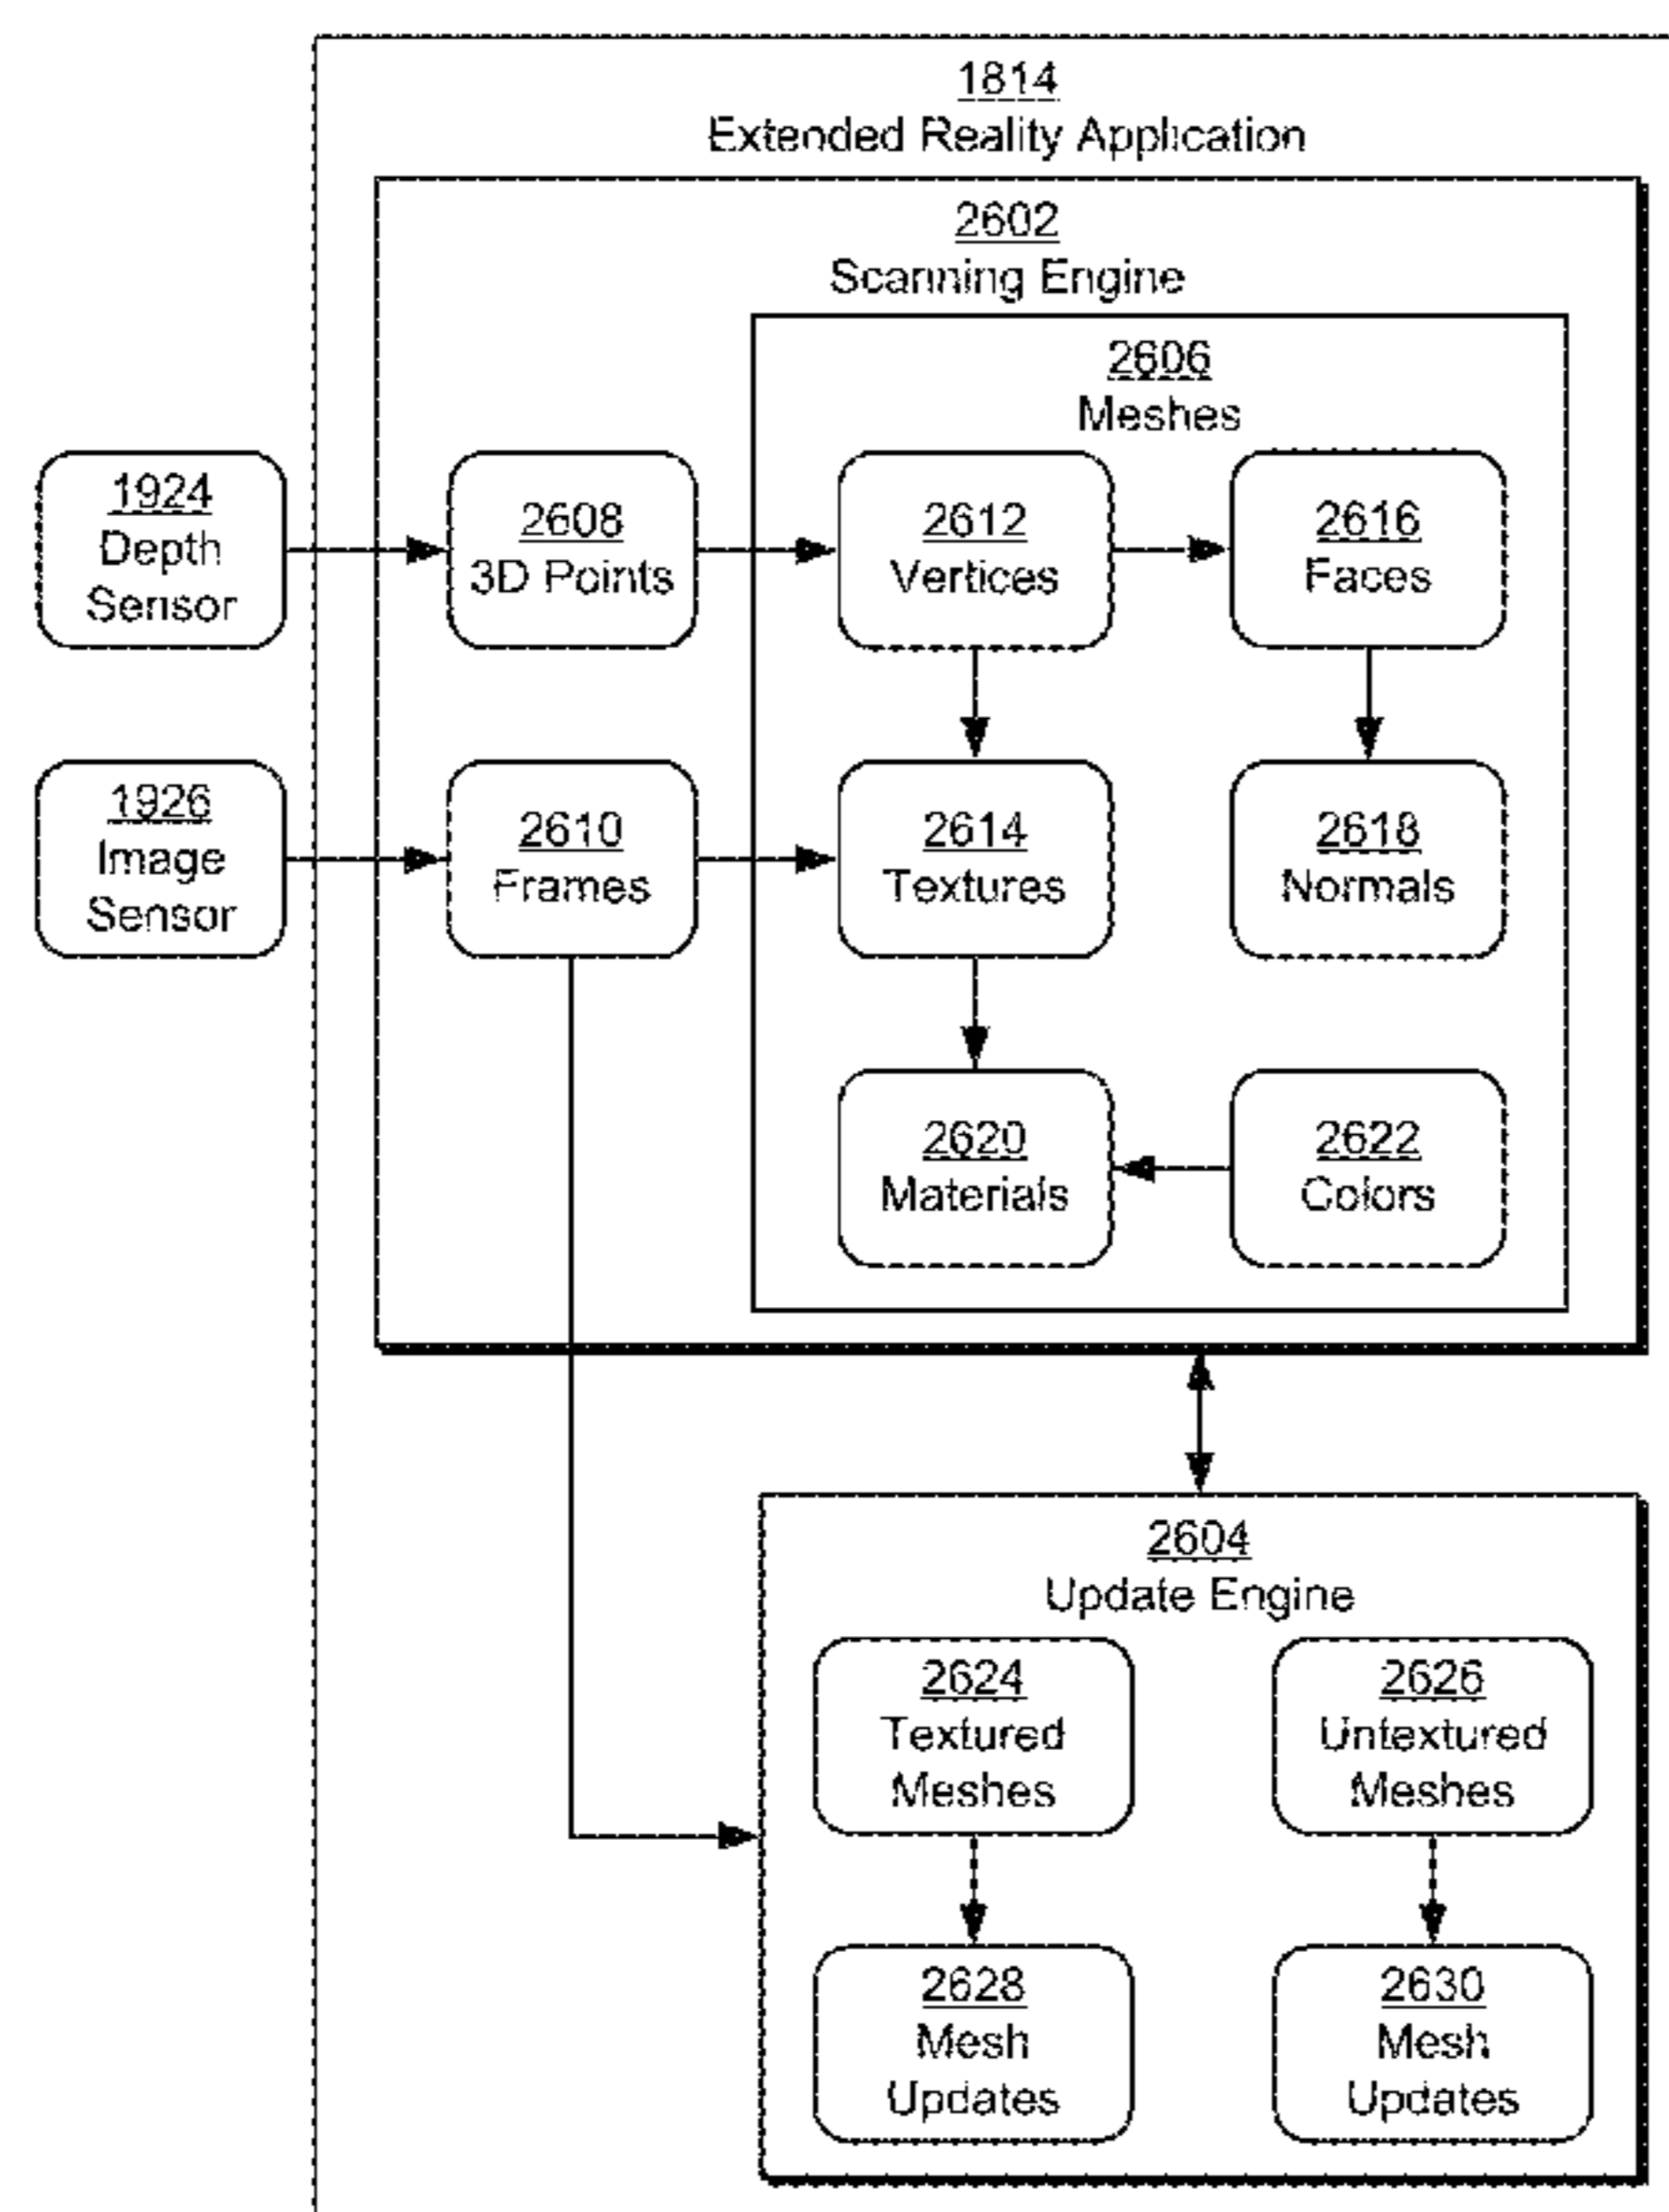 1814
Extended Reality Application
2602
Scanning Engine
2606
Meshes
1924
Depth
Sensor
2608
3D Points
2612
Vertices
2616
Faces
1926
Image
Sensor
2610
Frames
2614
Textures
2618
Normals
2620
Materials
2622
Colors
2604
Update Engine
2624
Textured
Meshes
2626
Untextured
Meshes
2628
Mesh
Updates
2630
Mesh
Updates